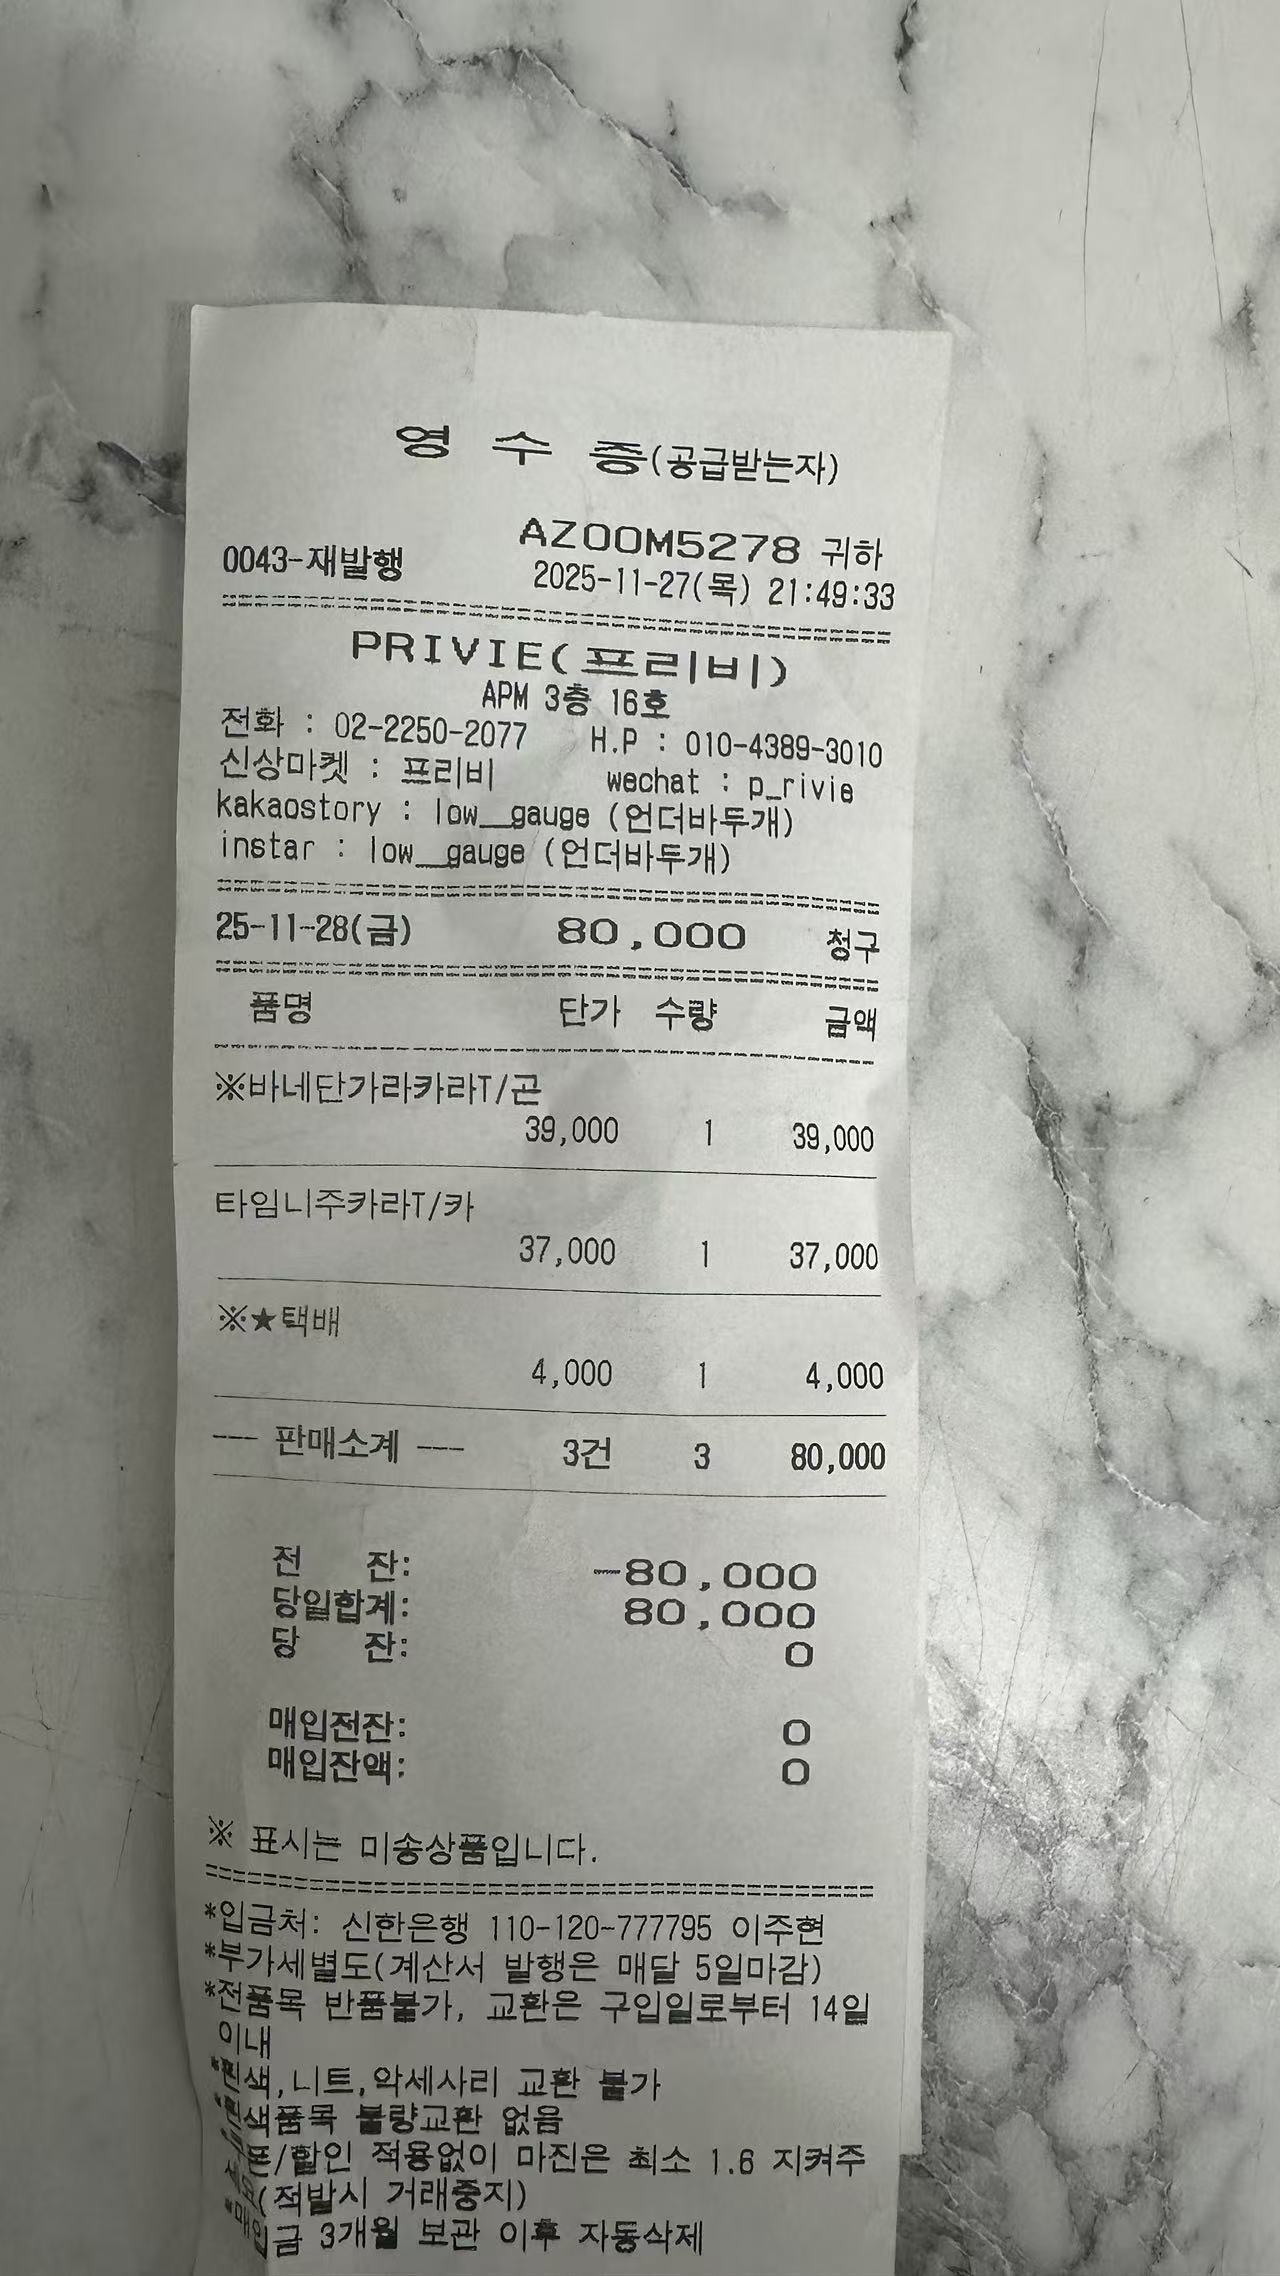 영 수 증(공급받는자)
AZOOM5278 귀하
0043-재발행 2025-11-27(목) 21:49:33
PRIVIE(프리비)
APM 3층 16호
전화 : 02-2250-2077 H.P : 010-4389-3010
신상마켓 : 프리비 wechat : p_rivie
kakaostory : low__gauge (언더바두개)
instar : low__gauge (언더바두개)
25-11-28(금) 80,000 청구
품명 단가 수량 금액
※바네단가라카라T/곤
39,000 1 39,000
타임니주카라T/카
37,000 1 37,000
※★택배
4,000 1 4,000
--- 판매소계 --- 3건 3 80,000
전 잔: -80,000
당일합계: 80,000
당 잔: 0
매입전잔: 0
매입잔액: 0
※ 표시는 미송상품입니다.
*입금처: 신한은행 110-120-777795 이주현
*부가세별도(계산서 발행은 매달 5일마감)
*전품목 반품불가, 교환은 구입일로부터 14일
이내
*흰색,니트,악세사리 교환 불가
*흰색품목 불량교환 없음
/할인 적용없이 마진은 최소 1.6 지켜주
(적발시 거래중지)
3개월 보관 이후 자동삭제